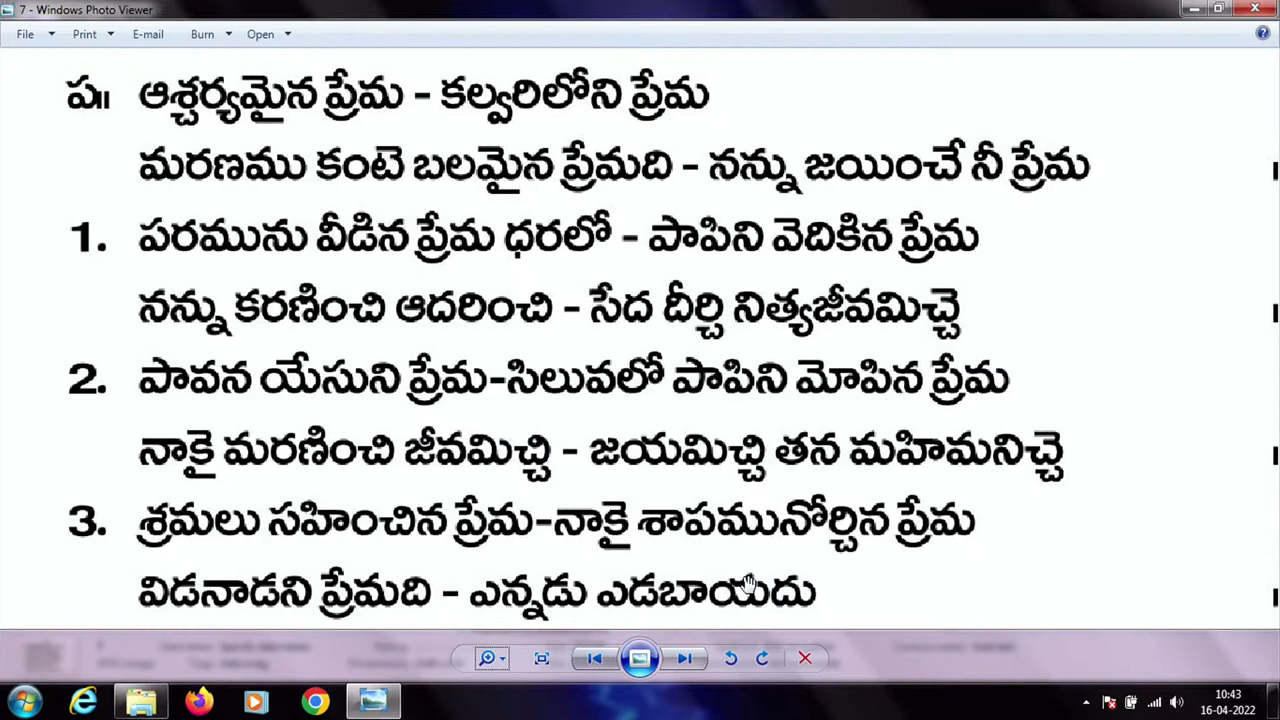 7 - Windows Photo Viewer
File Print E-mail Burn Open
ప॥ ఆశ్చర్యమైన ప్రేమ - కల్వరిలోని ప్రేమ
మరణము కంటె బలమైన ప్రేమది - నన్ను జయించే నీ ప్రేమ
1. పరమును వీడిన ప్రేమ ధరలో - పాపిని వెదికిన ప్రేమ
నన్ను కరణించి ఆదరించి - సేద దీర్చి నిత్యజీవమిచ్చె
2. పావన యేసుని ప్రేమ-సిలువలో పాపిని మోపిన ప్రేమ
నాకై మరణించి జీవమిచ్చి - జయమిచ్చి తన మహిమనిచ్చె
3. శ్రమలు సహించిన ప్రేమ-నాకై శాపమునోర్చిన ప్రేమ
విడనాడని ప్రేమది - ఎన్నడు ఎడబాయదు
10:43
16-04-2022